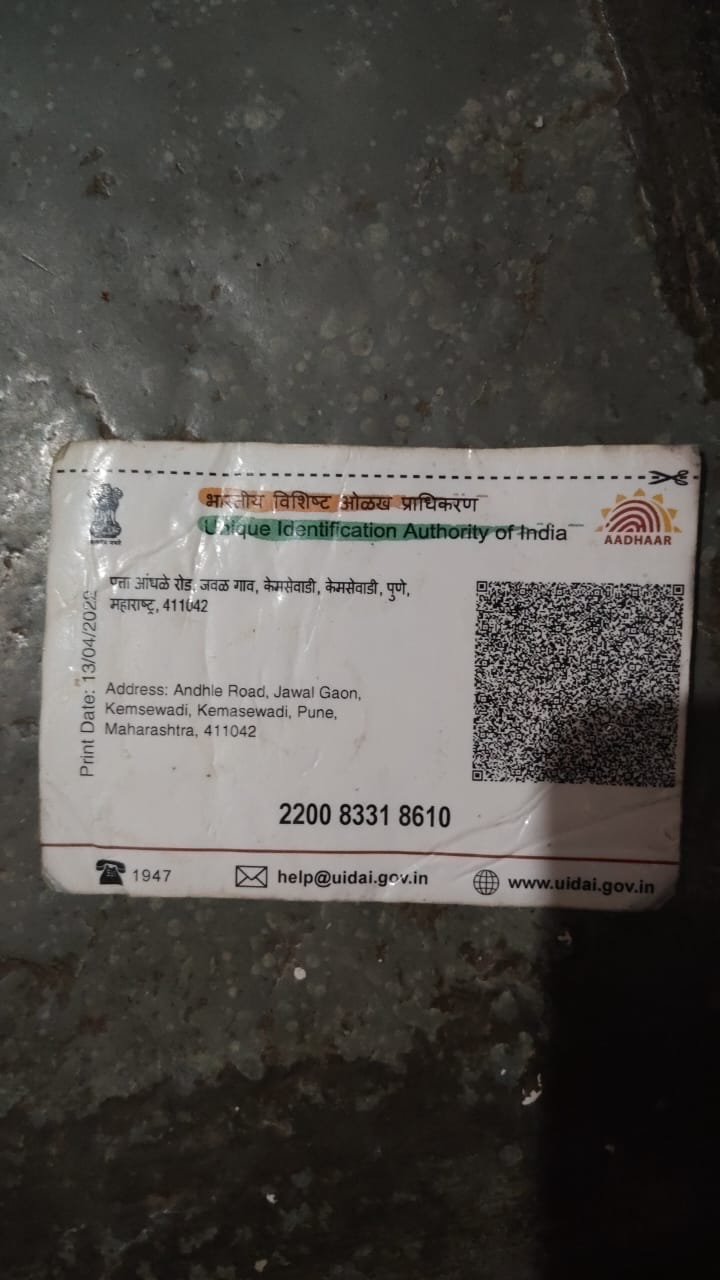 भारतीय विशिष्ट ओळख प्राधिकरण
Unique Identification Authority of India
AADHAAR
पत्ता आंधळे रोड, जवळ गाव, केमसेवाडी, केमसेवाडी, पुणे,
महाराष्ट्र, 411042
Print Date: 13/04/2022
Address: Andhle Road, Jawal Gaon,
Kemsewadi, Kemasewadi, Pune,
Maharashtra, 411042
2200 8331 8610
1947
help@uidai.gov.in
www.uidai.gov.in